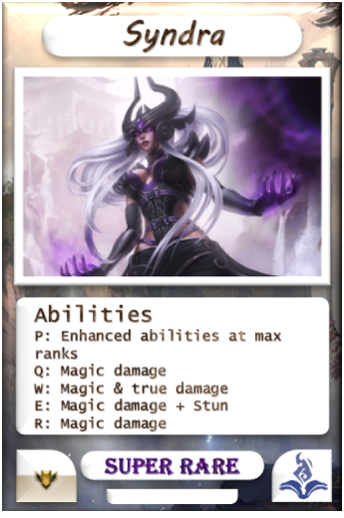 Syndra
Abilities
P: Enhanced abilities at max
ranks
Q: Magic damage
W: Magic & true damage
E: Magic damage + Stun
R: Magic damage
SUPER RARE